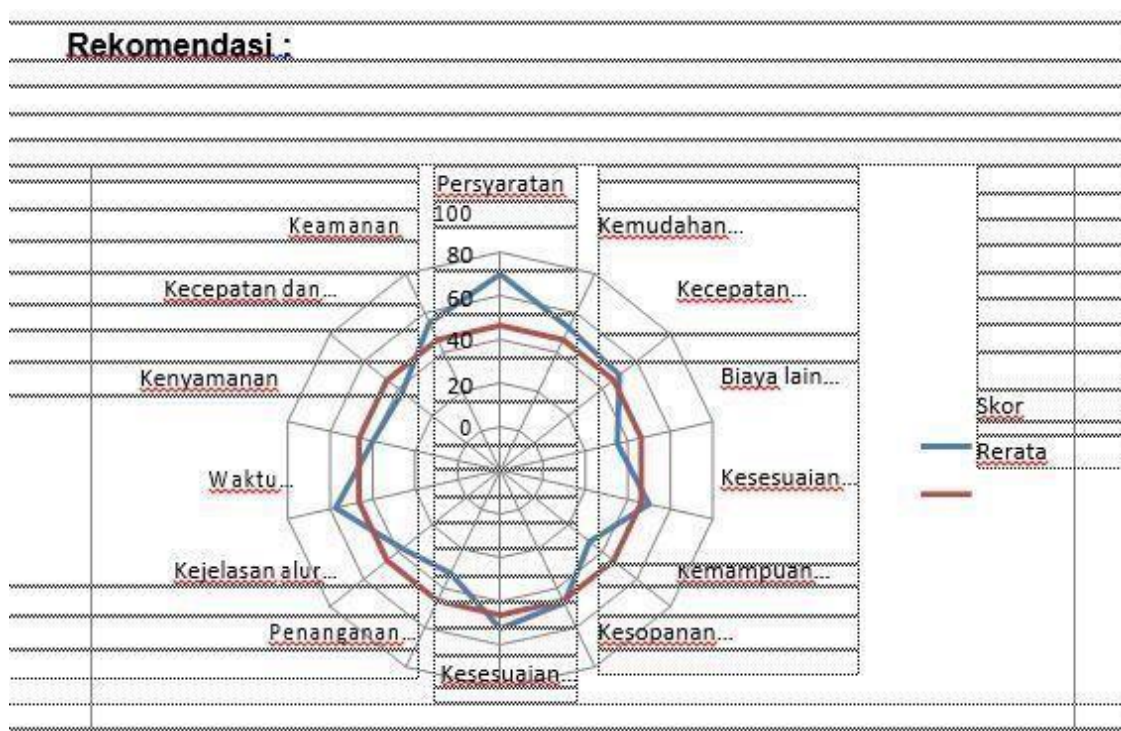 Rekomendasi :
Persyaratan
100
80
60
40
20
0
Kemudahan...
Kecepatan...
Biaya lain...
Kesesuaian...
Kemampuan...
Kesopanan...
Kesesuaian...
Penanganan...
Kejelasan alur...
Waktu...
Kenyamanan
Kecepatan dan...
Keamanan
Skor
Rerata